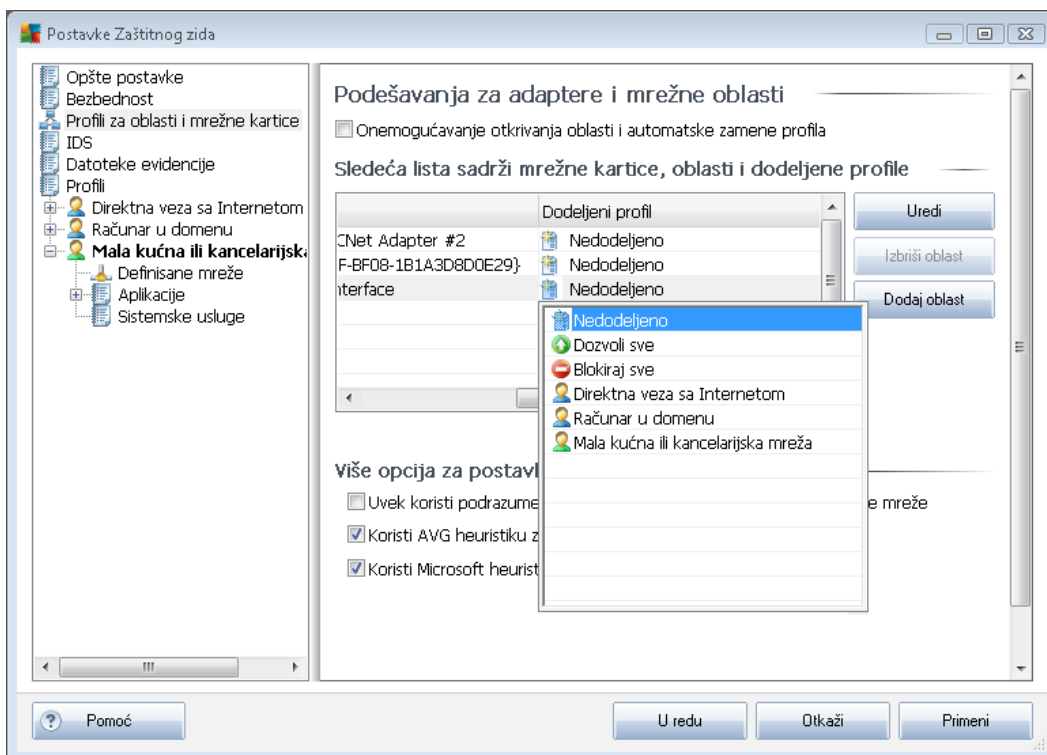 Postavke Zaštitnog zida
Opšte postavke
Bezbednost
Profili za oblasti i mrežne kartice
IDS
Datoteke evidencije
Profili
Direktna veza sa Internetom
Računar u domenu
Mala kućna ili kancelarijska
Definisane mreže
Aplikacije
Sistemske usluge
Podešavanja za adaptere i mrežne oblasti
Onemogućavanje otkrivanja oblasti i automatske zamene profila
Sledeća lista sadrži mrežne kartice, oblasti i dodeljene profile
Dodeljeni profil
CNet Adapter #2 Nedodeljeno
F-BF08-1B1A3D8D0E29} Nedodeljeno
nterface Nedodeljeno
Uredi
Izbriši oblast
Dodaj oblast
Nedodeljeno
Dozvoli sve
Blokiraj sve
Direktna veza sa Internetom
Računar u domenu
Mala kućna ili kancelarijska mreža
Više opcija za postavl
Uvek koristi podrazume e mreže
Koristi AVG heuristiku z
Koristi Microsoft heurist
Pomoć
U redu
Otkaži
Primeni